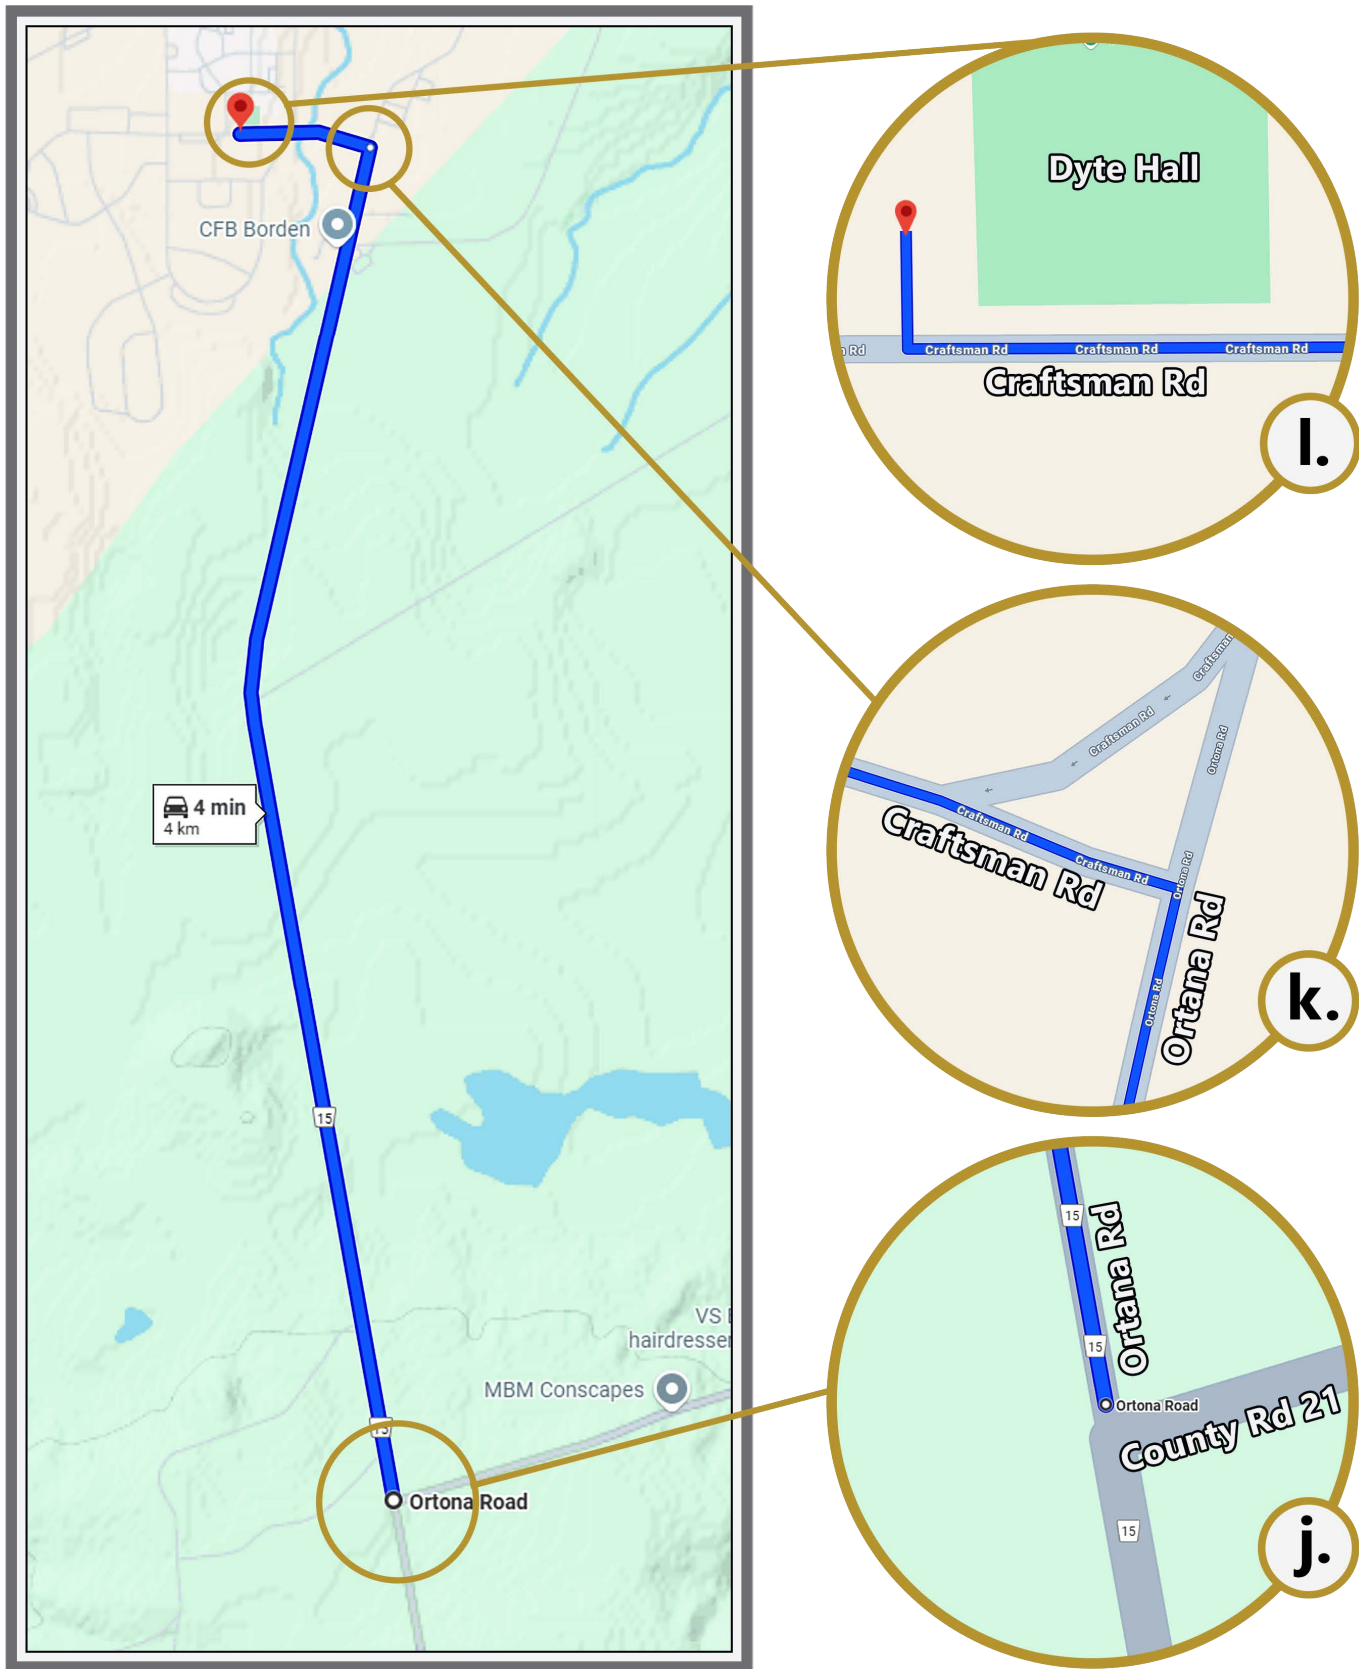 CFB Borden
4 min
4 km
15
VS
hairdresser
MBM Conscapes
15
Ortona Road
Dyte Hall
Rd
Craftsman Rd
Craftsman Rd
Craftsman Rd
Craftsman Rd
l.
Craftsman
Craftsman Rd
Ortona Rd
Craftsman Rd
Craftsman Rd
Craftsman Rd
Ortona Rd
Ortona Rd
Ortana Rd
k.
15
Ortana Rd
15
Ortona Road
County Rd 21
15
j.